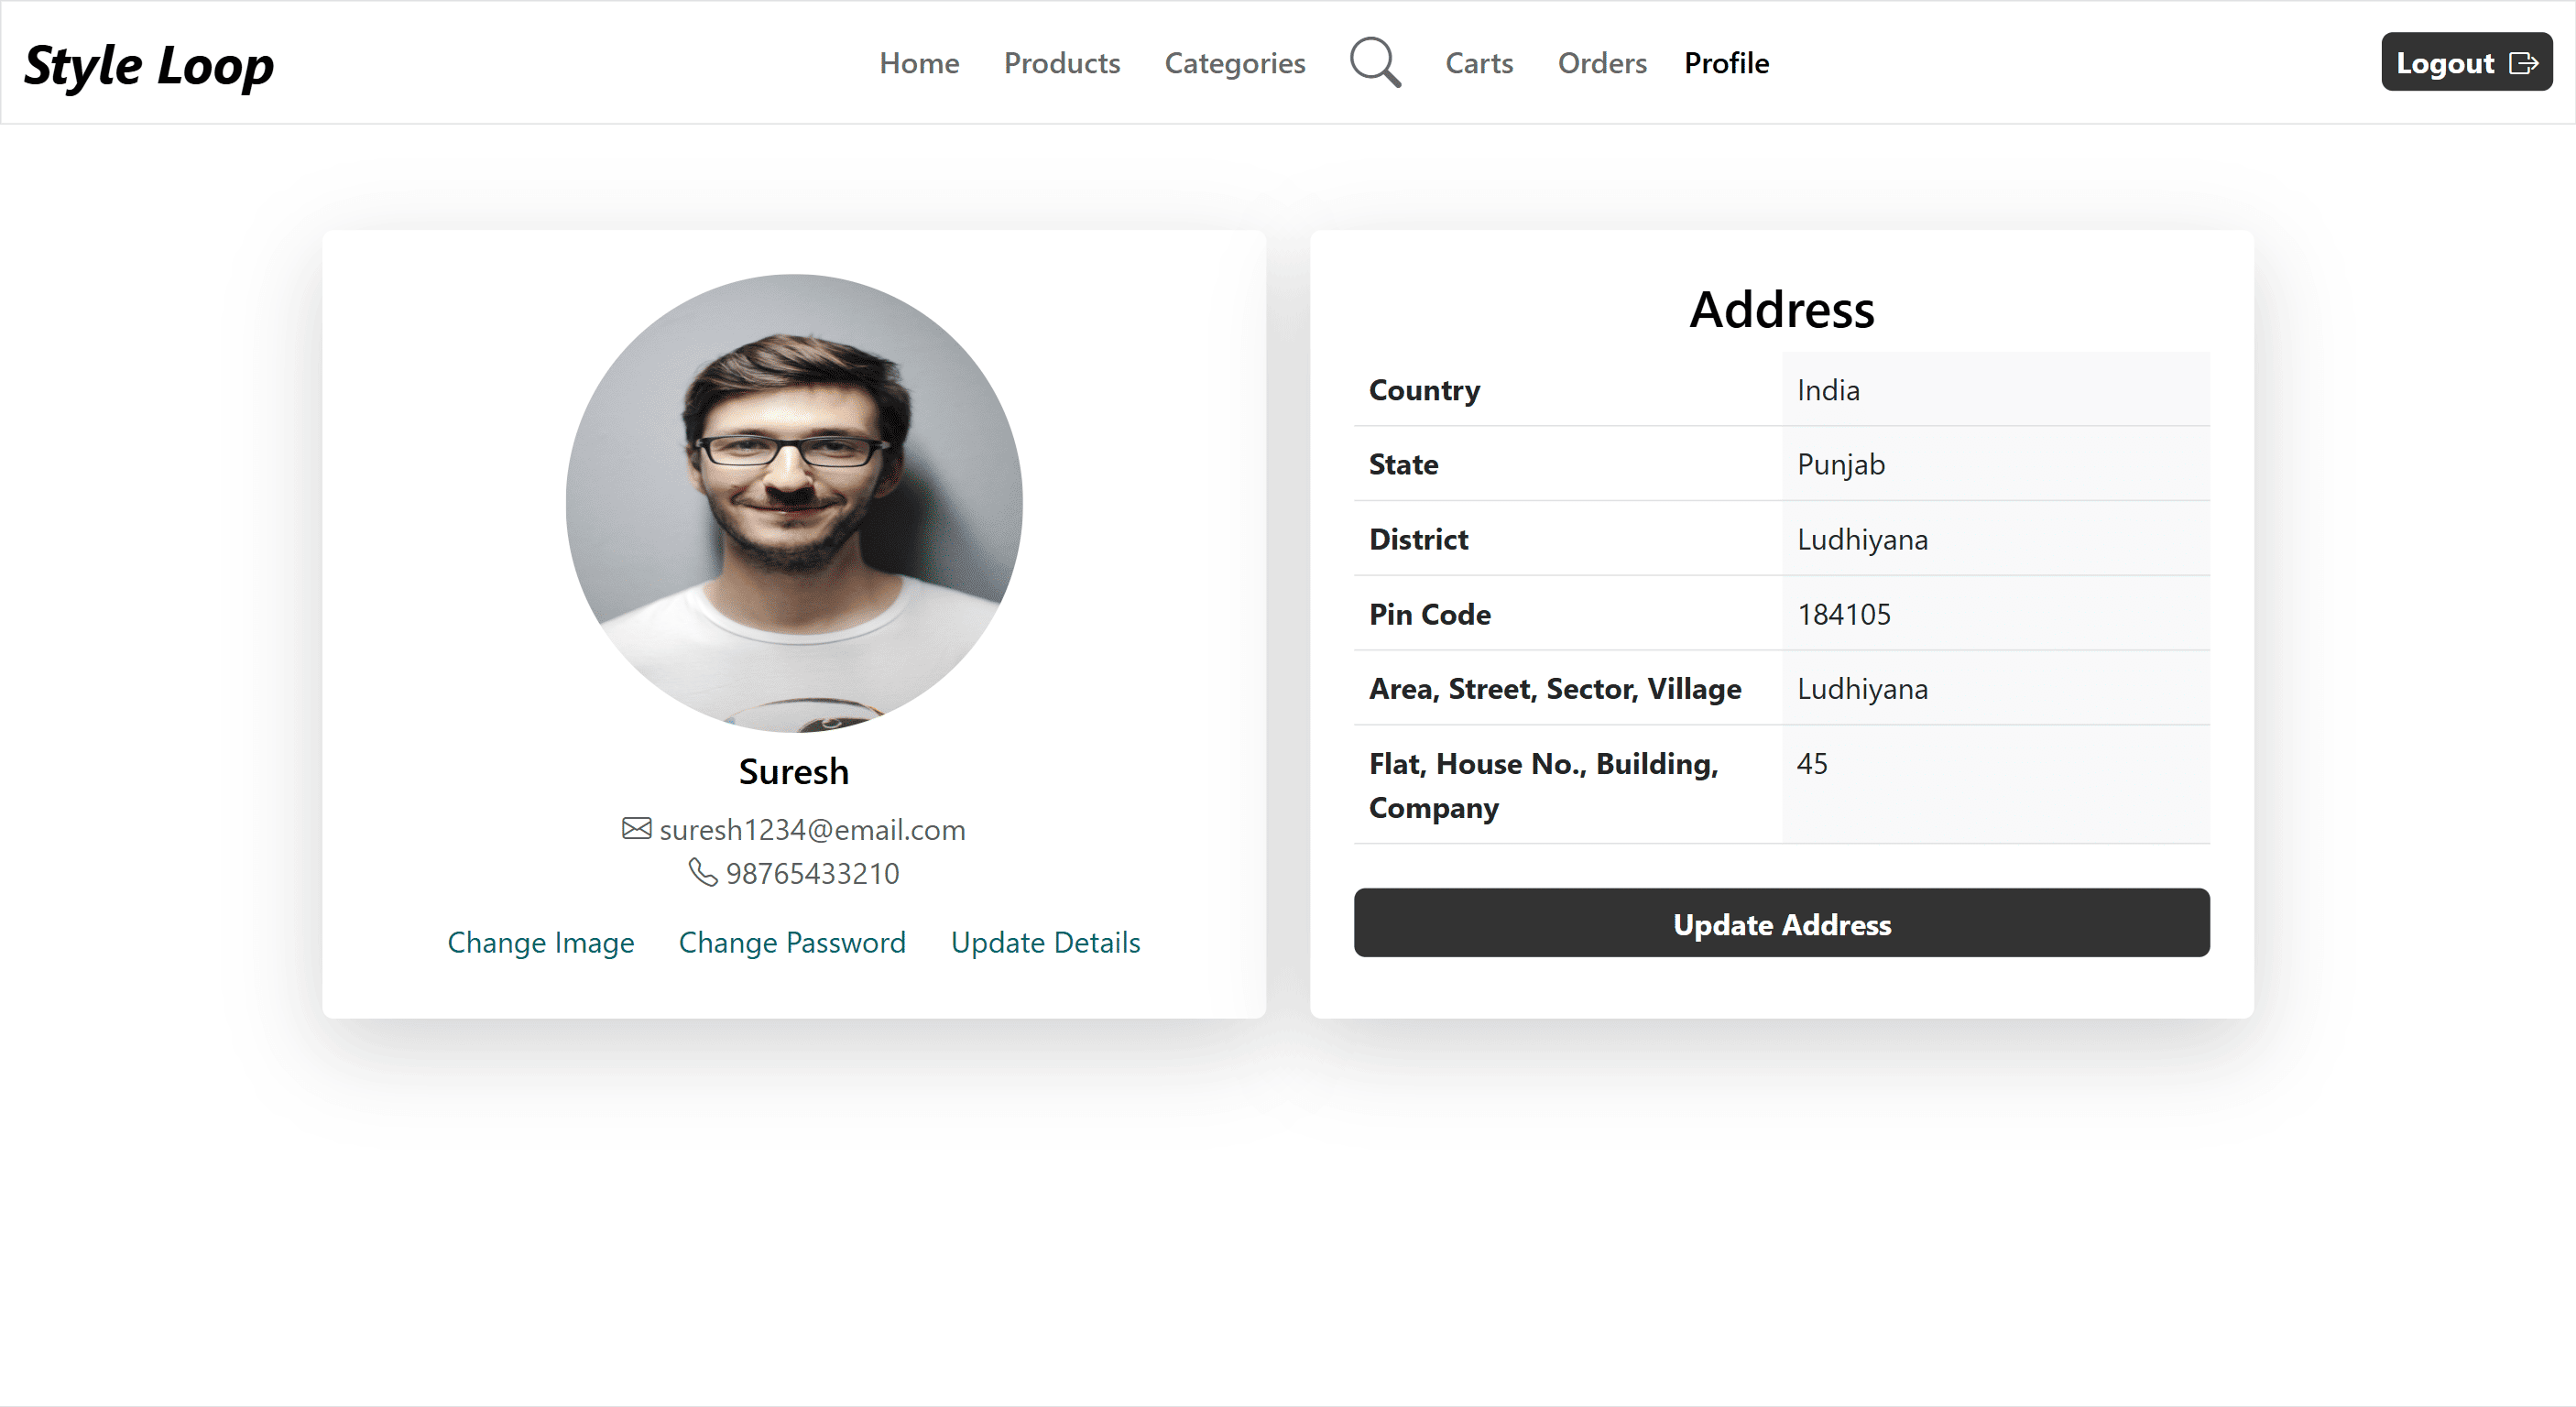 Style Loop
Home Products Categories Carts Orders Profile
Logout
Suresh
suresh1234@email.com
98765433210
Change Image Change Password Update Details
Address
Country India
State Punjab
District Ludhiyana
Pin Code 184105
Area, Street, Sector, Village Ludhiyana
Flat, House No., Building, 45
Company
Update Address